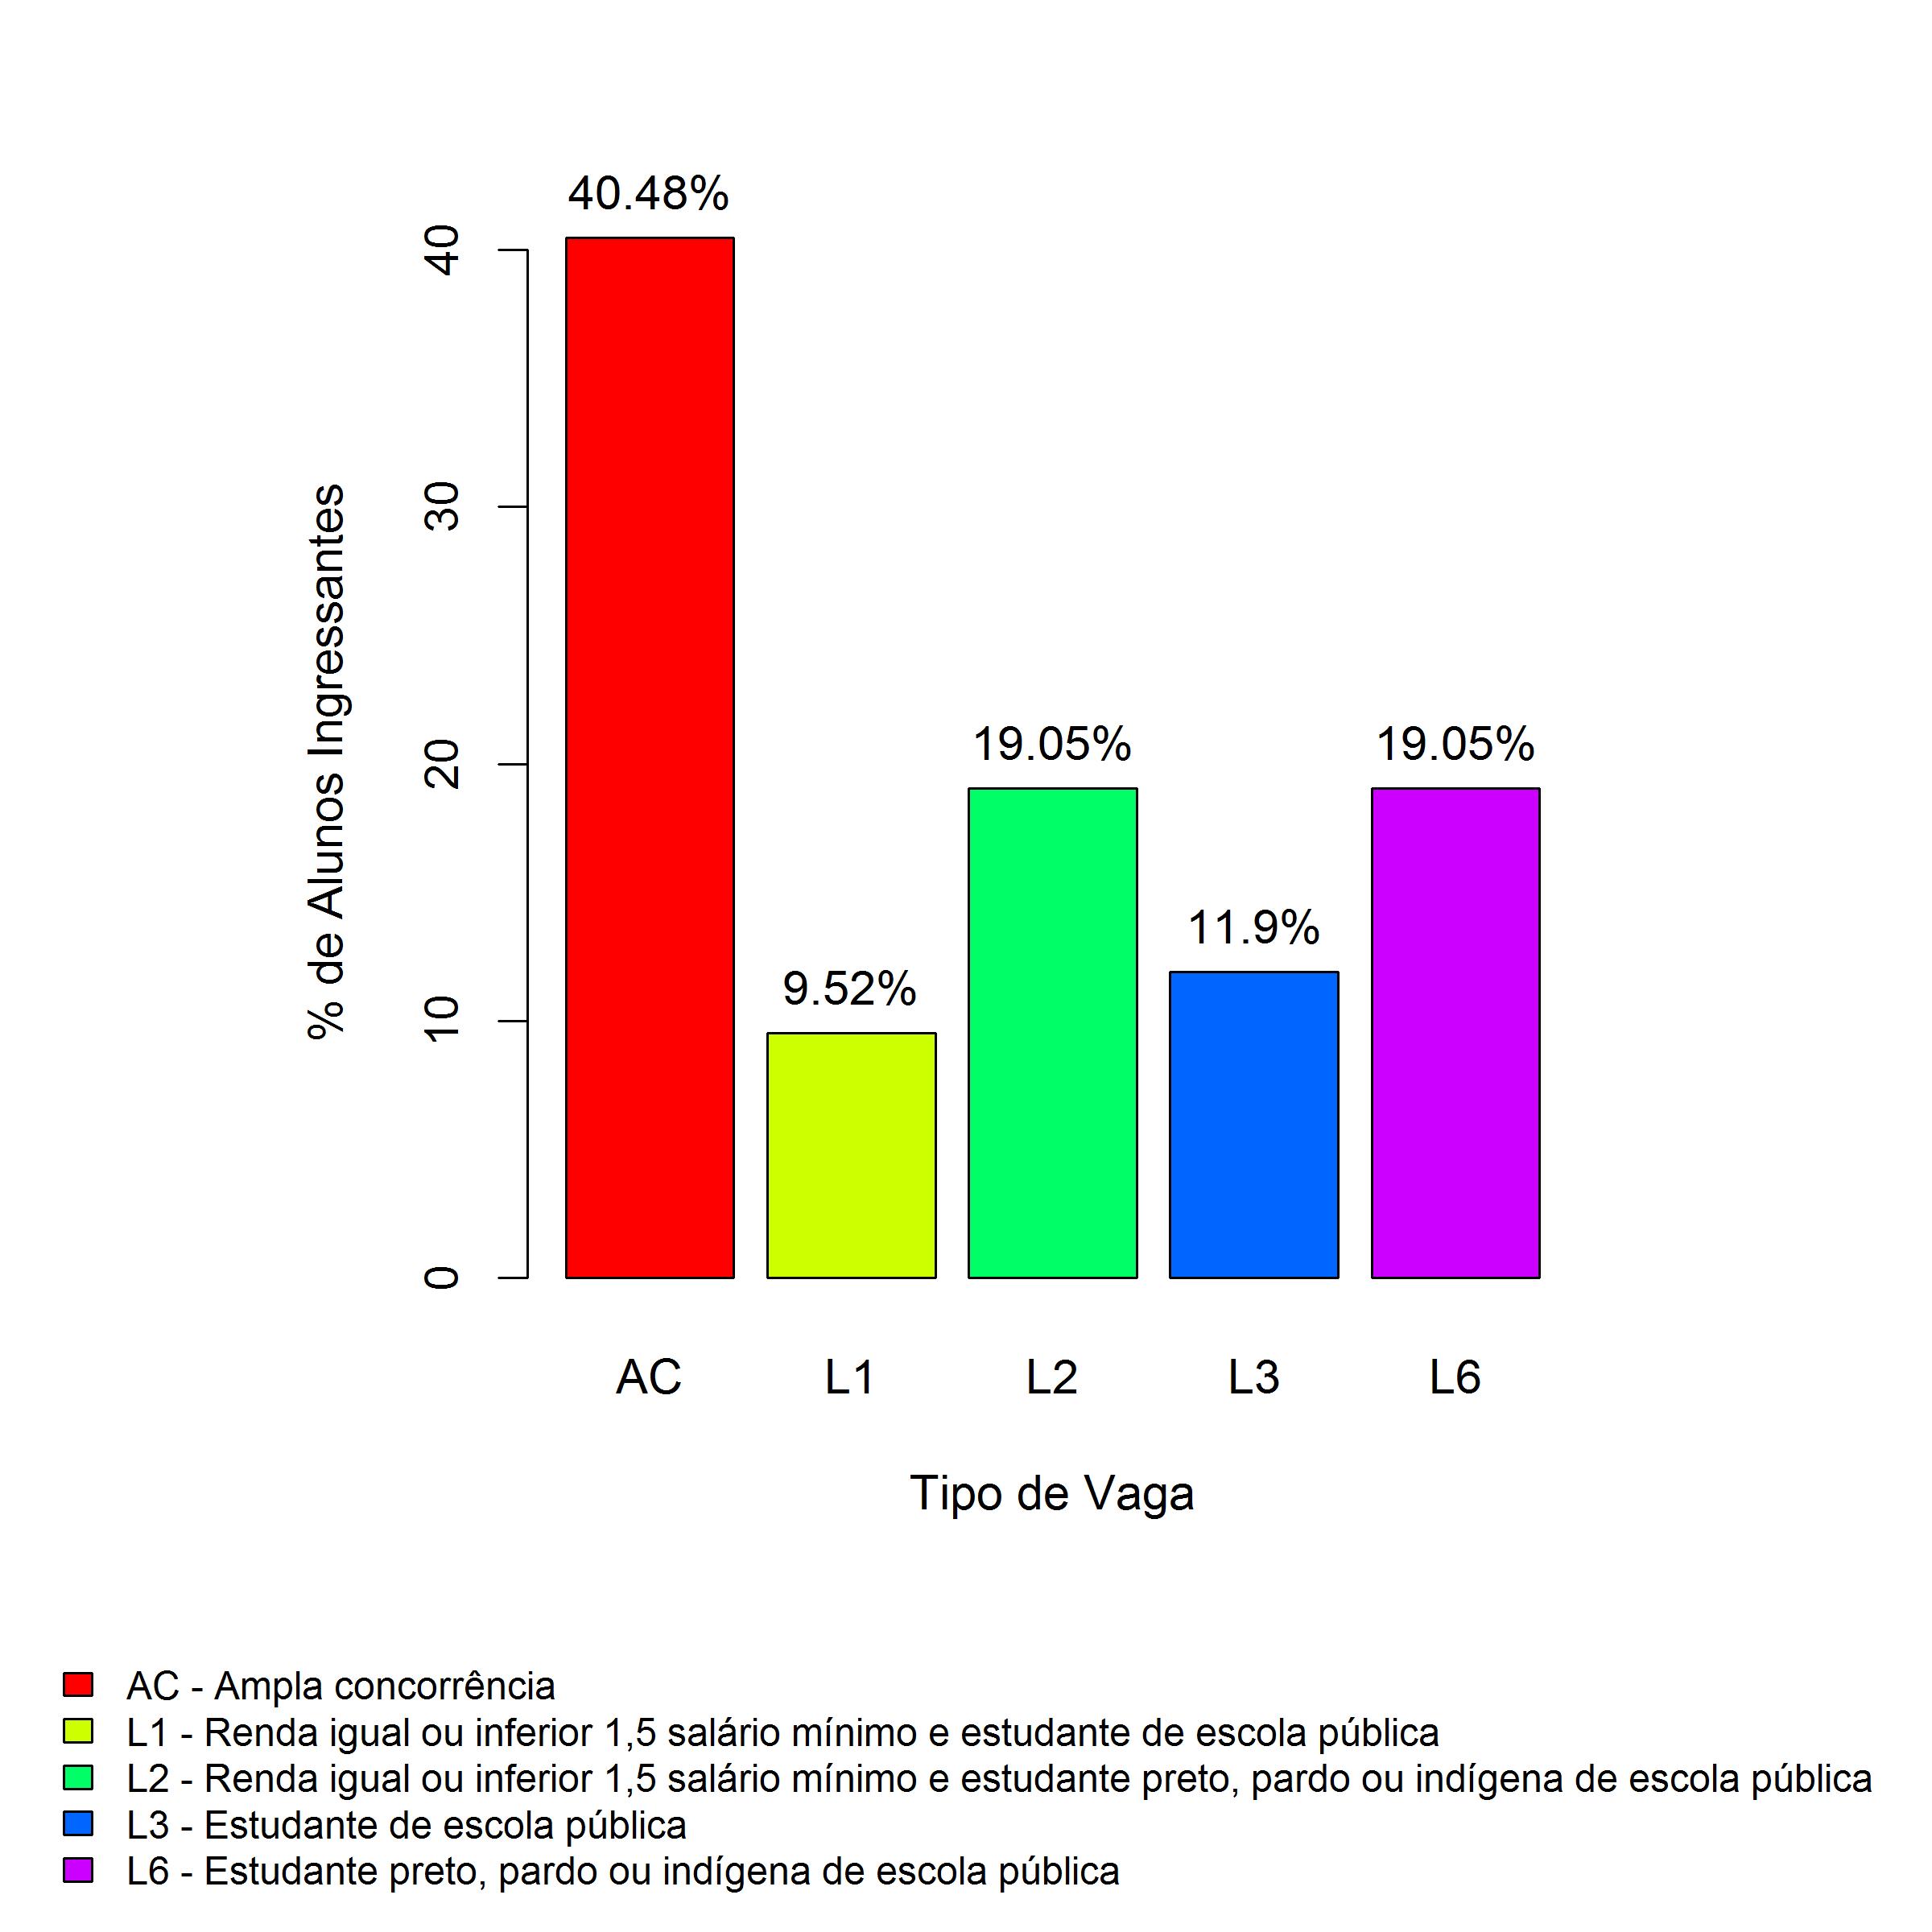 40.48%
40
% de Alunos Ingressantes
30
19.05%
19.05%
20
11.9%
9.52%
10
0
AC
L1
L2
L3
L6
Tipo de Vaga
AC - Ampla concorrência
L1 - Renda igual ou inferior 1,5 salário mínimo e estudante de escola pública
L2 - Renda igual ou inferior 1,5 salário mínimo e estudante preto, pardo ou indígena de escola pública
L3 - Estudante de escola pública
L6 - Estudante preto, pardo ou indígena de escola pública